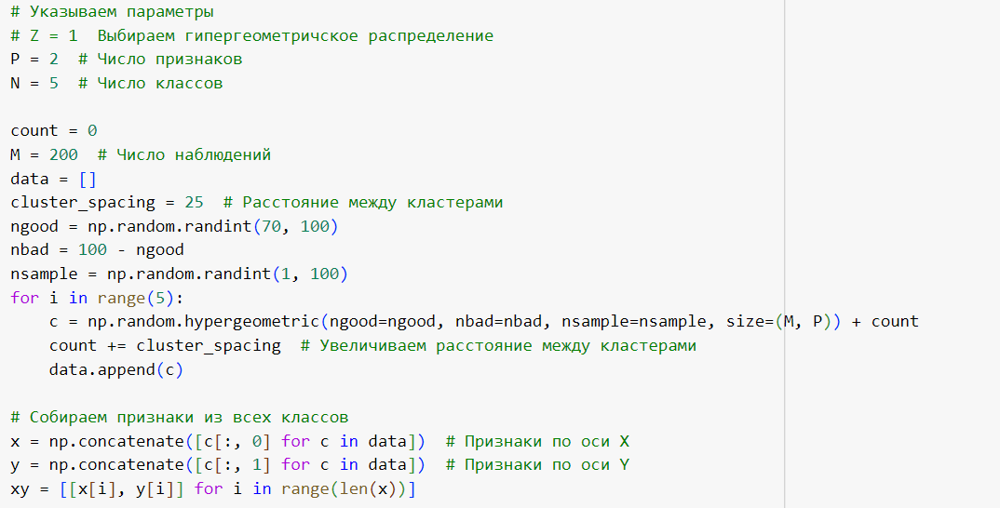 # Указываем параметры
# Z = 1  Выбираем гипергеометричское распределение
P = 2  # Число признаков
N = 5  # Число классов

count = 0
M = 200  # Число наблюдений
data = []
cluster_spacing = 25  # Расстояние между кластерами
ngood = np.random.randint(70, 100)
nbad = 100 - ngood
nsample = np.random.randint(1, 100)
for i in range(5):
    c = np.random.hypergeometric(ngood=ngood, nbad=nbad, nsample=nsample, size=(M, P)) + count
    count += cluster_spacing  # Увеличиваем расстояние между кластерами
    data.append(c)

# Собираем признаки из всех классов
x = np.concatenate([c[:, 0] for c in data])  # Признаки по оси X
y = np.concatenate([c[:, 1] for c in data])  # Признаки по оси Y
xy = [[x[i], y[i]] for i in range(len(x))]